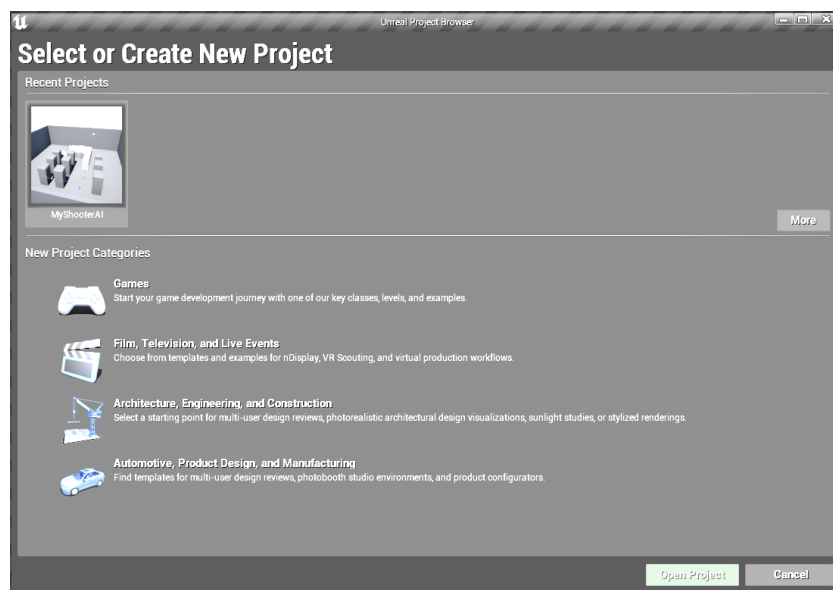 Unreal Project Browser
Select or Create New Project
Recent Projects
MyShooterAI
More
New Project Categories
Games
Start your game development journey with one of our key classes, levels, and examples.
Film, Television, and Live Events
Choose from templates and examples for nDisplay, VR Scouting, and virtual production workflows.
Architecture, Engineering, and Construction
Select a starting point for multi-user design reviews, photorealistic architectural design visualizations, sunlight studies, or stylized renderings.
Automotive, Product Design, and Manufacturing
Find templates for multi-user design reviews, photobooth studio environments, and product configurators.
Open Project
Cancel